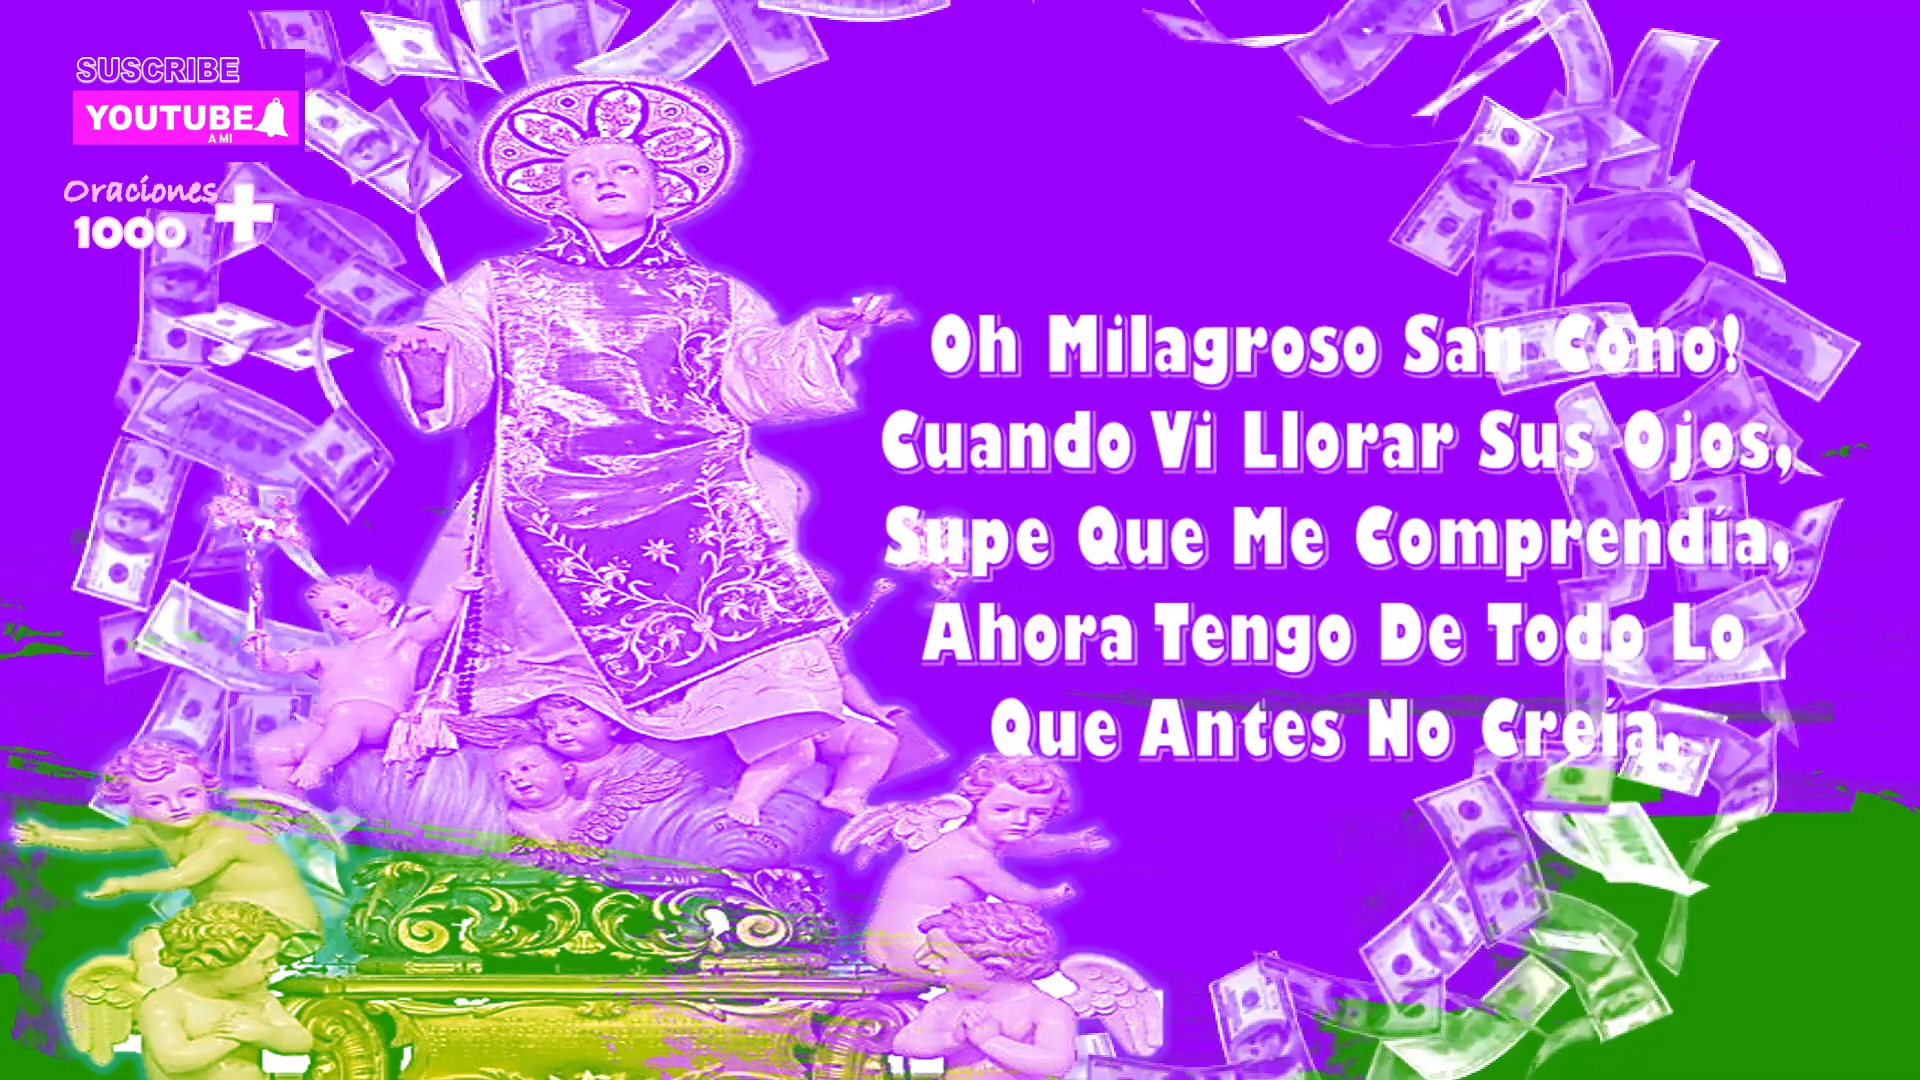 SUSCRIBE
YOUTUBE
A MI
Oraciones
1000 +
Oh Milagroso San Cono!
Cuando Vi Llorar Sus Ojos,
Supe Que Me Comprendía,
Ahora Tengo De Todo Lo
Que Antes No Creía.